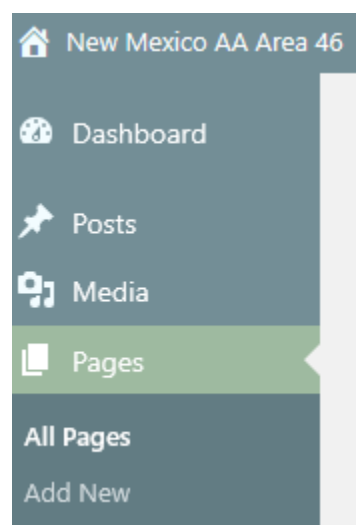 New Mexico AA Area 46
Dashboard
Posts
Media
Pages
All Pages
Add New